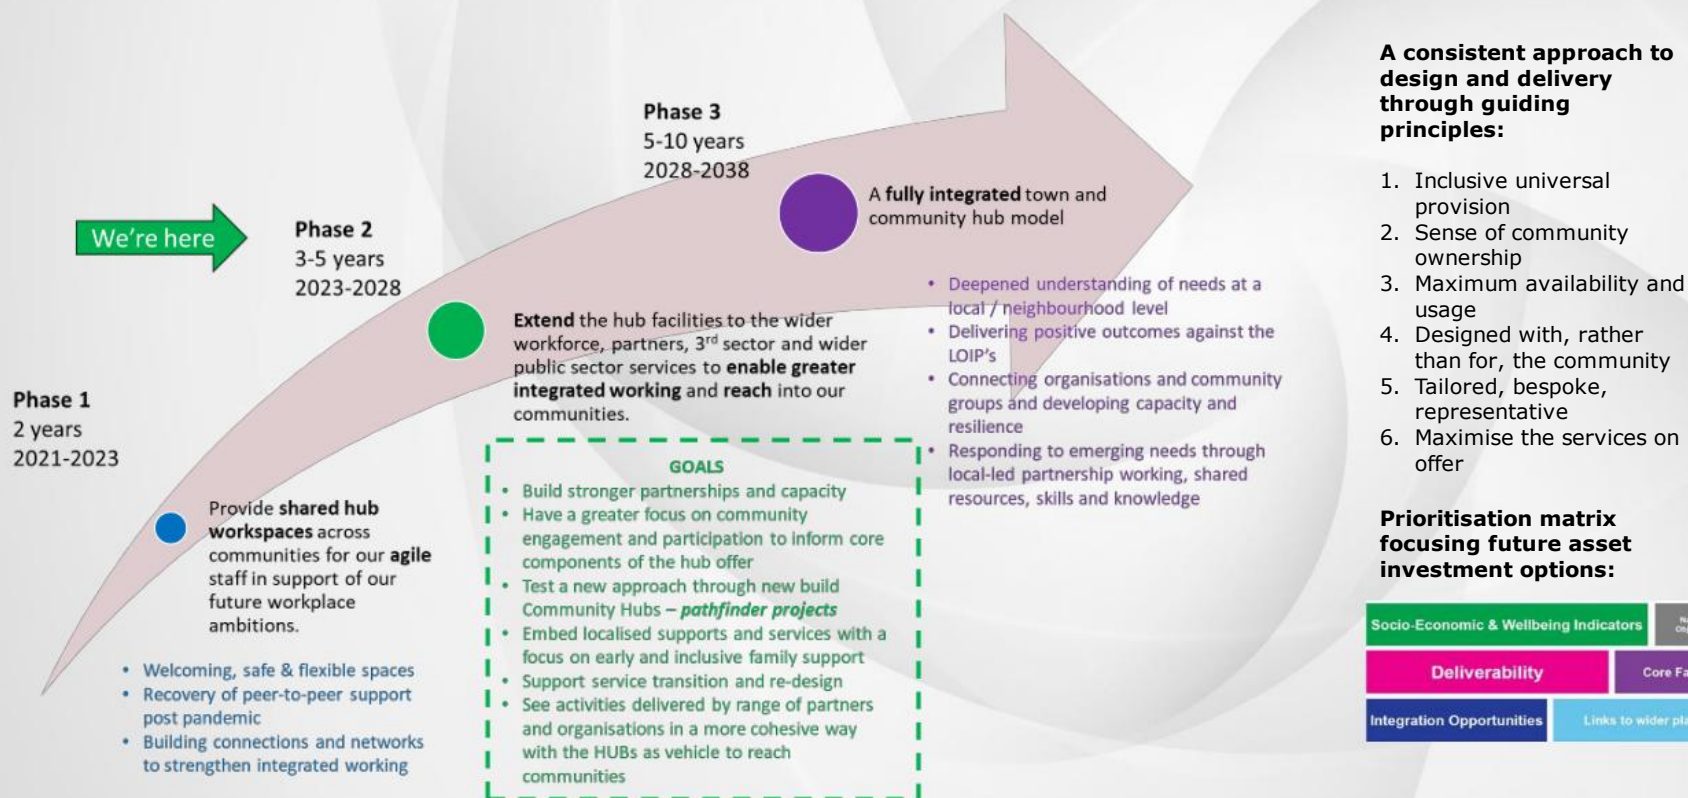 We're here
Phase 1
2 years
2021-2023
Provide shared hub
workspaces across
communities for our agile
staff in support of our
future workplace
ambitions.
• Welcoming, safe & flexible spaces
• Recovery of peer-to-peer support
post pandemic
• Building connections and networks
to strengthen integrated working
Phase 2
3-5 years
2023-2028
Extend the hub facilities to the wider
workforce, partners, 3rd sector and wider
public sector services to enable greater
integrated working and reach into our
communities.
GOALS
• Build stronger partnerships and capacity
• Have a greater focus on community
engagement and participation to inform core
components of the hub offer
• Test a new approach through new build
Community Hubs – pathfinder projects
• Embed localised supports and services with a
focus on early and inclusive family support
• Support service transition and re-design
• See activities delivered by range of partners
and organisations in a more cohesive way
with the HUBs as vehicle to reach
communities
Phase 3
5-10 years
2028-2038
A fully integrated town and
community hub model
• Deepened understanding of needs at a
local / neighbourhood level
• Delivering positive outcomes against the
LOIP's
• Connecting organisations and community
groups and developing capacity and
resilience
• Responding to emerging needs through
local-led partnership working, shared
resources, skills and knowledge
A consistent approach to
design and delivery
through guiding
principles:
1. Inclusive universal
provision
2. Sense of community
ownership
3. Maximum availability and
usage
4. Designed with, rather
than for, the community
5. Tailored, bespoke,
representative
6. Maximise the services on
offer
Prioritisation matrix
focusing future asset
investment options:
Socio-Economic & Wellbeing Indicators
Deliverability
Core
Integration Opportunities
Links to wider